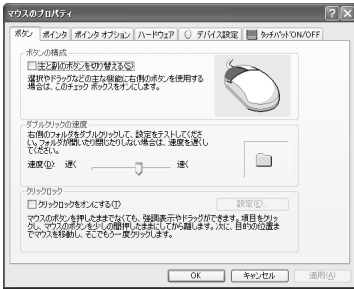 マウスのプロパティ
ボタン ポインタ ポインタ オプション ハードウェア デバイス設定 タッチパッドON/OFF
ボタンの構成
主と副のボタンを切り替える(S)
選択やドラッグなどの主な機能に右側のボタンを使用する
場合は、このチェック ボックスをオンにします。
ダブルクリックの速度
右側のフォルダをダブルクリックして、設定をテストしてくださ
い。フォルダが開いたり閉じたりしない場合は、速度を遅くし
てください。
速度(D): 遅く 速く
クリックロック
クリックロックをオンにする(T) 設定(E)...
マウスのボタンを押したままでなくても、強調表示やドラッグができます。項目をクリッ
クし、マウスのボタンを少しの間押したままにしてから離します。次に、目的の位置ま
でマウスを移動し、そこでもう一度クリックします。
OK キャンセル 適用(A)